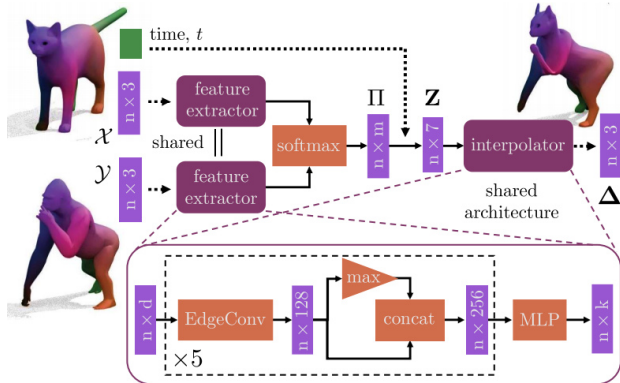 time, t
n × 3
X
feature
extractor
shared
softmax
Π
n × m
Z
n × 7
interpolator
n × 3
Δ
shared
architecture
Y
n × 3
feature
extractor
n × d
EdgeConv
×5
n × 128
max
concat
n × 256
MLP
n × k